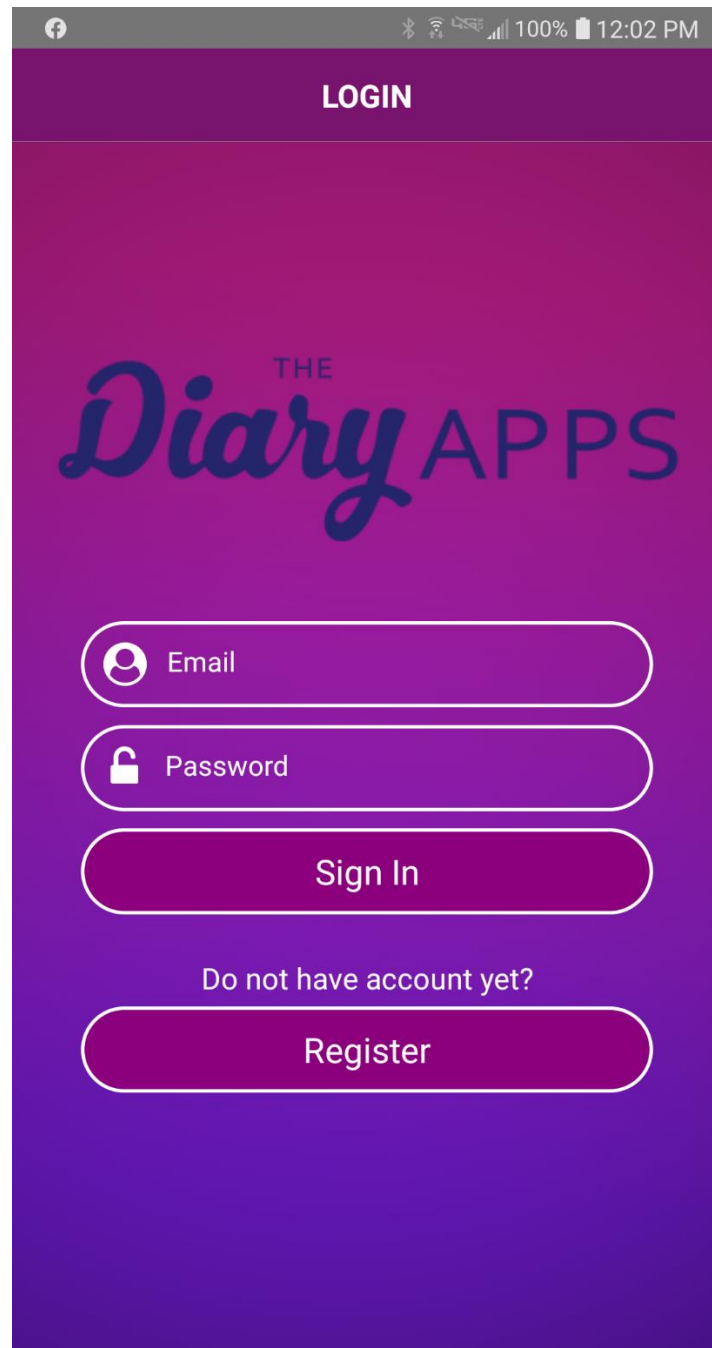 100% 12:02 PM
LOGIN
THE
Diary APPS
Email
Password
Sign In
Do not have account yet?
Register